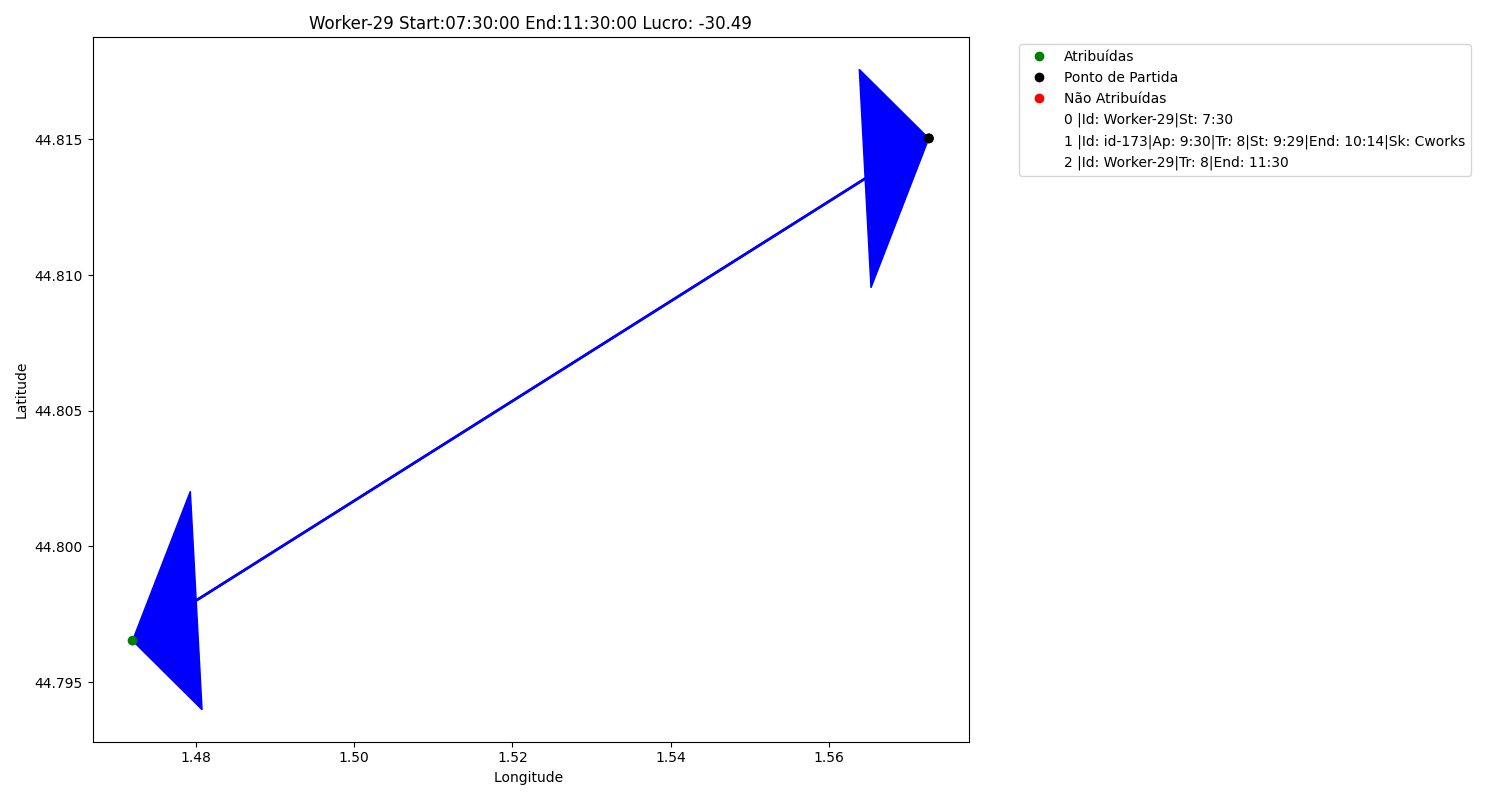 Worker-29 Start:07:30:00 End:11:30:00 Lucro: -30.49
Atribuídas
Ponto de Partida
Não Atribuídas
0 |Id: Worker-29|St: 7:30
1 |Id: id-173|Ap: 9:30|Tr: 8|St: 9:29|End: 10:14|Sk: Cworks
2 |Id: Worker-29|Tr: 8|End: 11:30
Latitude
44.815
44.810
44.805
44.800
44.795
1.48 1.50 1.52 1.54 1.56
Longitude